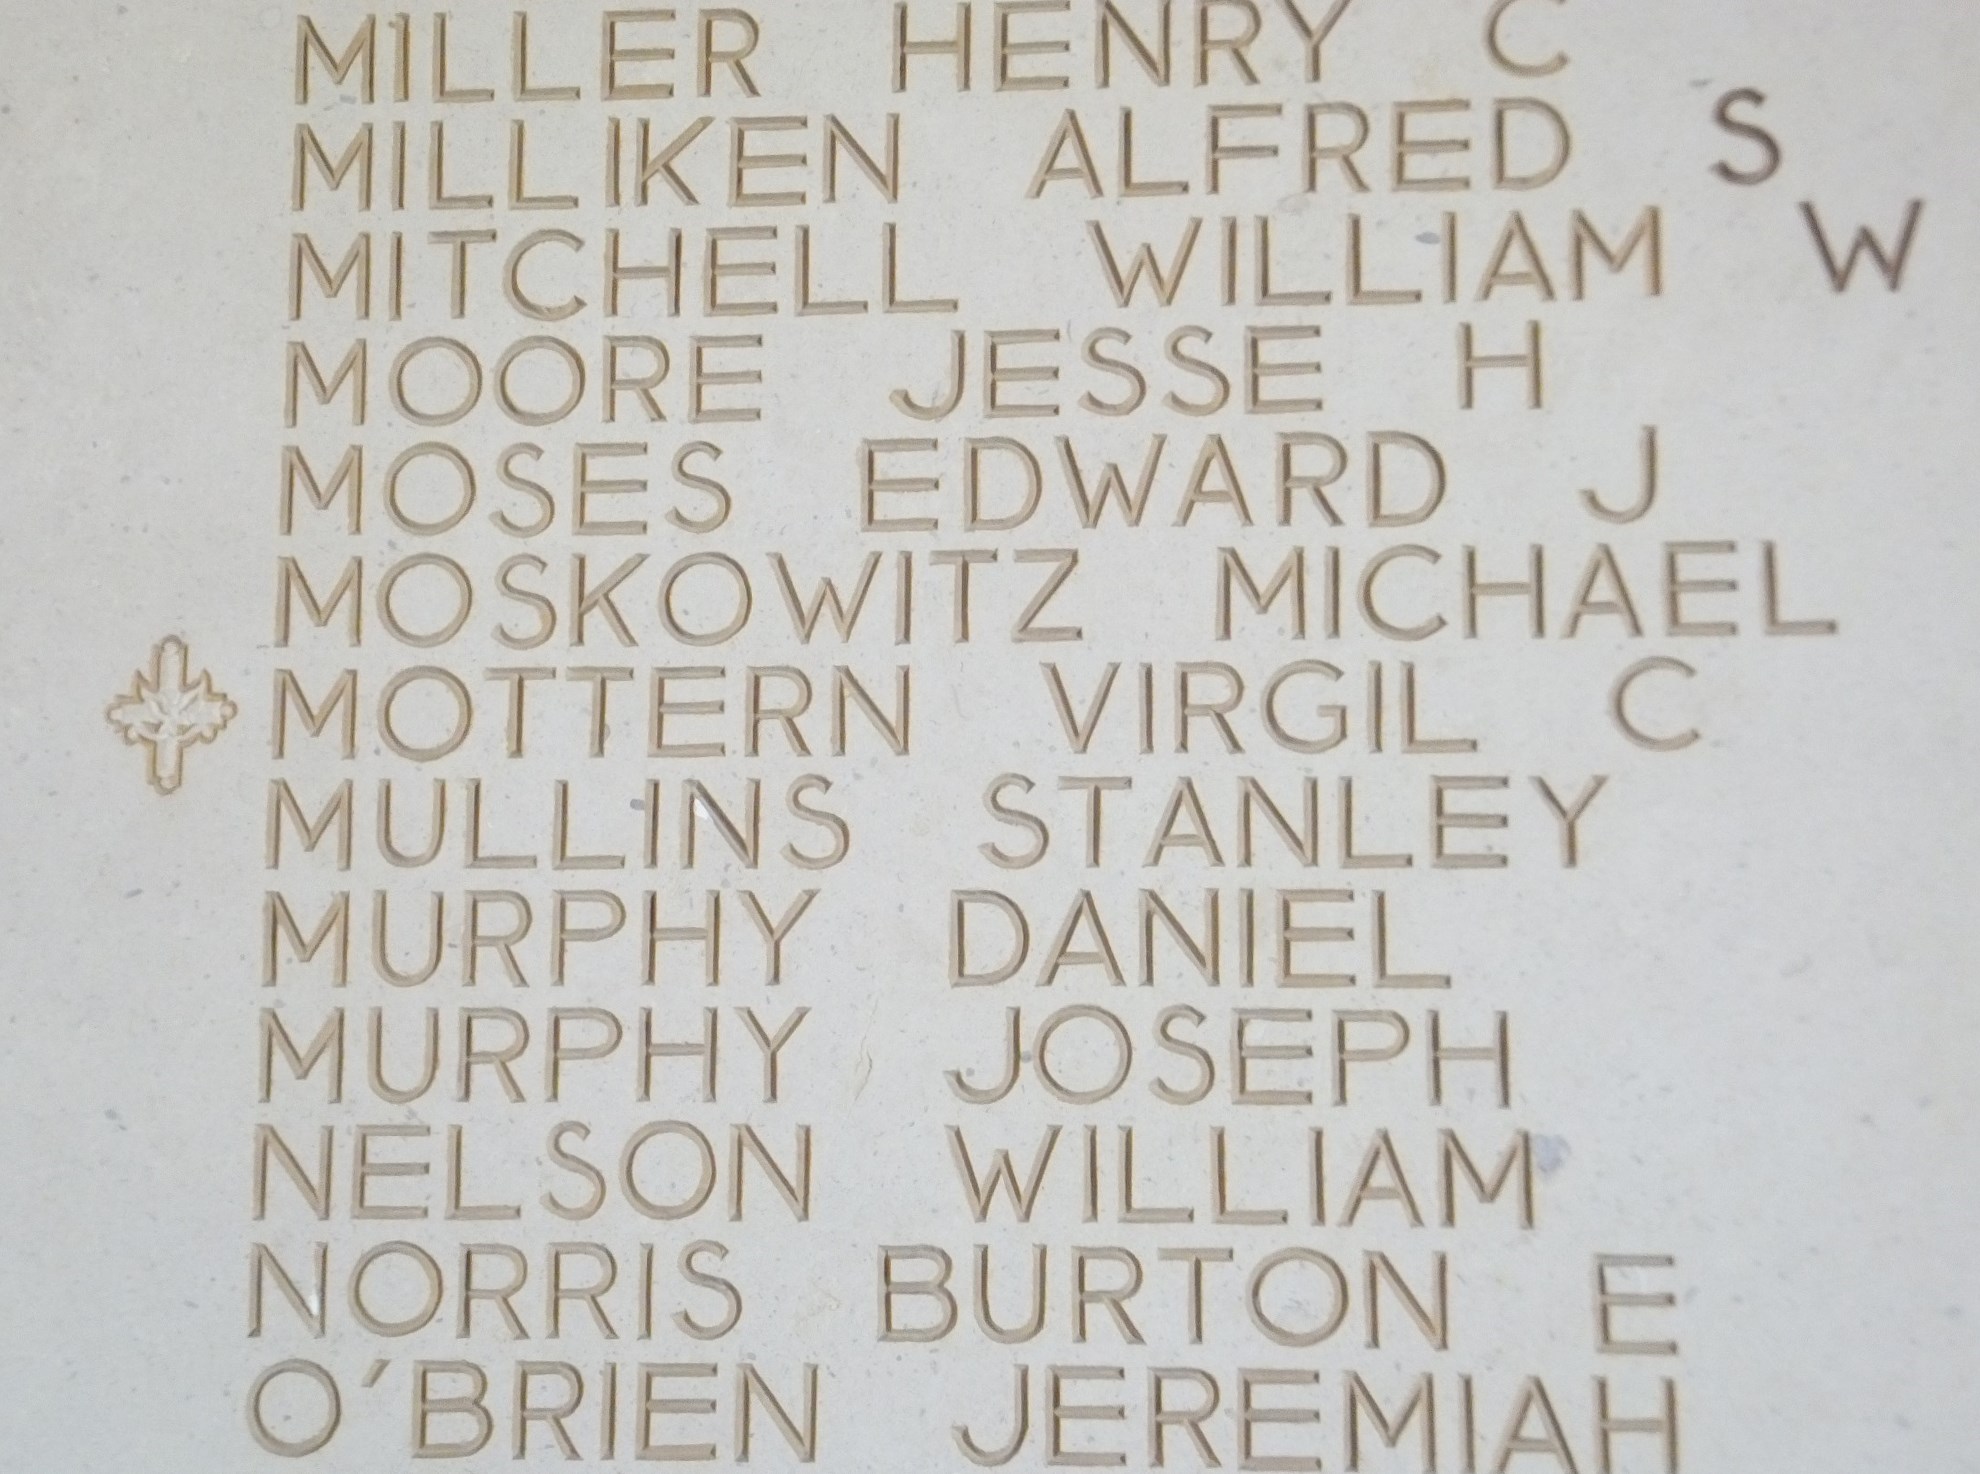 MILLER HENRY C
MILLIKEN ALFRED S
MITCHELL WILLIAM W
MOORE JESSE H
MOSES EDWARD J
MOSKOWITZ MICHAEL
MOTTERN VIRGIL C
MULLINS STANLEY
MURPHY DANIEL
MURPHY JOSEPH
NELSON WILLIAM
NORRIS BURTON E
O'BRIEN JEREMIAH